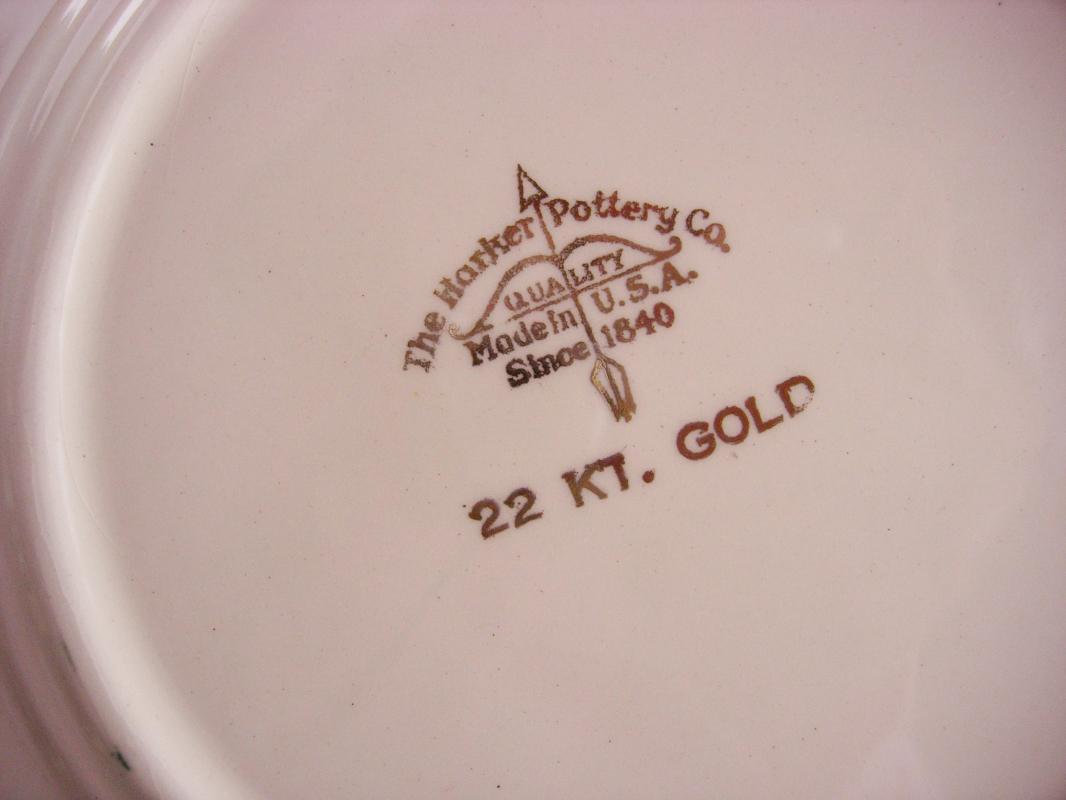 The Harker Pottery Co.
QUALITY
Made in U.S.A.
Since 1840
22 KT. GOLD